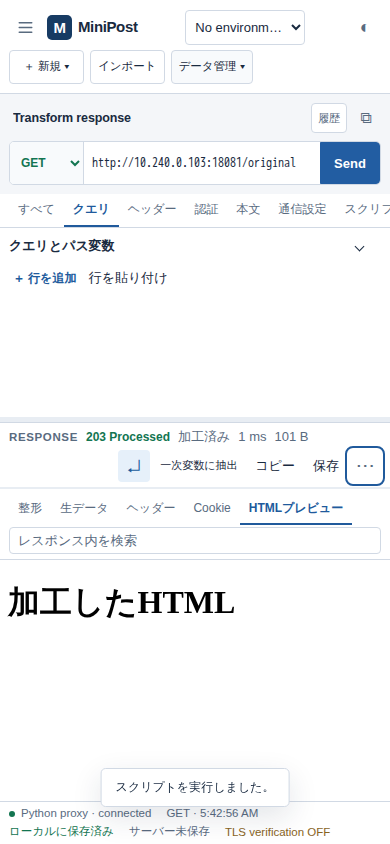 M MiniPost No environm…
＋ 新規 ▾ インポート データ管理 ▾
Transform response 履歴
GET http://10.240.0.103:18081/original Send
すべて クエリ ヘッダー 認証 本文 通信設定 スクリプ
クエリとパス変数
+ 行を追加 行を貼り付け
RESPONSE 203 Processed 加工済み 1 ms 101 B
一次変数に抽出 コピー 保存 ···
整形 生データ ヘッダー Cookie HTMLプレビュー
レスポンス内を検索
加工したHTML
スクリプトを実行しました。
Python proxy · connected GET · 5:42:56 AM
ローカルに保存済み サーバー未保存 TLS verification OFF